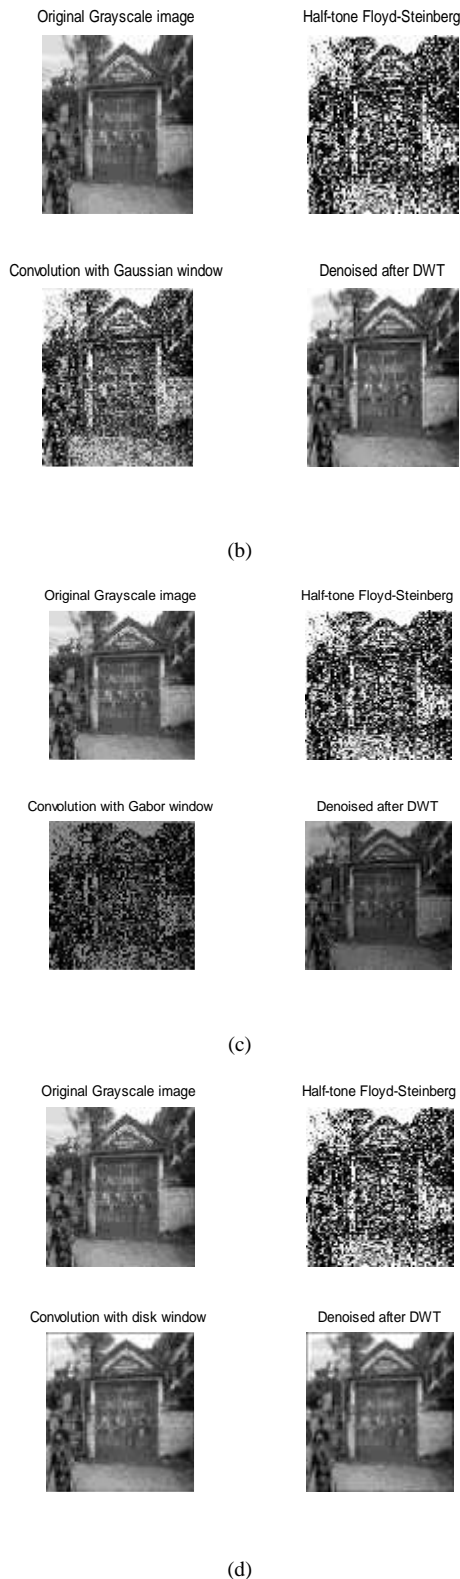 Original Grayscale image Half-tone Floyd-Steinberg
Convolution with Gaussian window Denoised after DWT
(b)
Original Grayscale image Half-tone Floyd-Steinberg
Convolution with Gabor window Denoised after DWT
(c)
Original Grayscale image Half-tone Floyd-Steinberg
Convolution with disk window Denoised after DWT
(d)